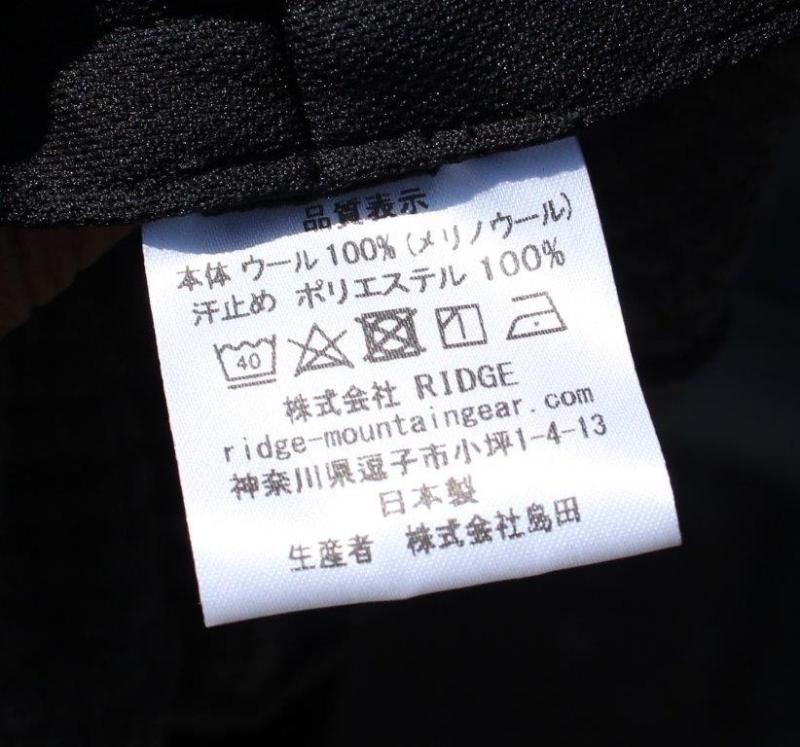 品質表示
本体 ウール100% (メリノウール)
汗止め ポリエステル 100%
40
株式会社 RIDGE
ridge-mountaingear.com
神奈川県逗子市小坪1-4-13
日本製
生産者 株式会社島田